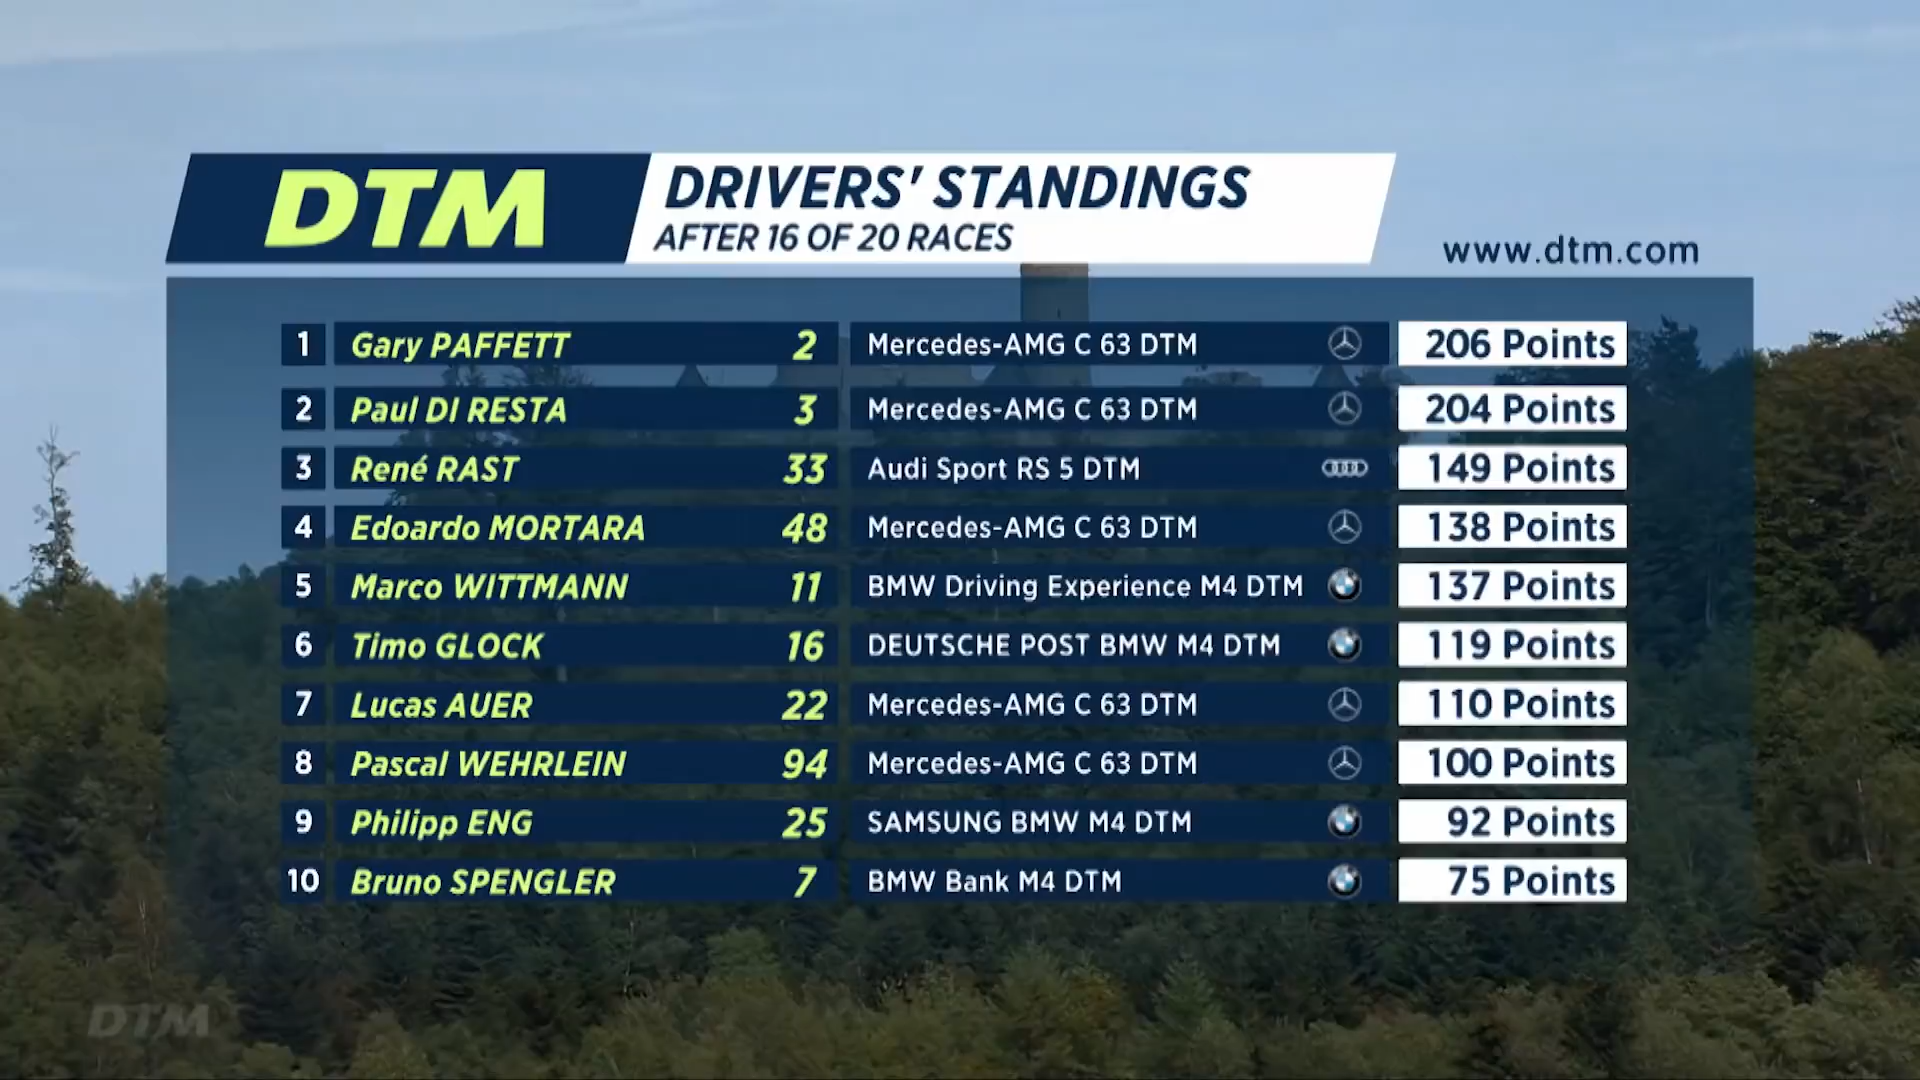 DTM
DRIVERS' STANDINGS
AFTER 16 OF 20 RACES
www.dtm.com
1 Gary PAFFETT 2 Mercedes-AMG C 63 DTM 206 Points
2 Paul DI RESTA 3 Mercedes-AMG C 63 DTM 204 Points
3 René RAST 33 Audi Sport RS 5 DTM 149 Points
4 Edoardo MORTARA 48 Mercedes-AMG C 63 DTM 138 Points
5 Marco WITTMANN 11 BMW Driving Experience M4 DTM 137 Points
6 Timo GLOCK 16 DEUTSCHE POST BMW M4 DTM 119 Points
7 Lucas AUER 22 Mercedes-AMG C 63 DTM 110 Points
8 Pascal WEHRLEIN 94 Mercedes-AMG C 63 DTM 100 Points
9 Philipp ENG 25 SAMSUNG BMW M4 DTM 92 Points
10 Bruno SPENGLER 7 BMW Bank M4 DTM 75 Points
DTM